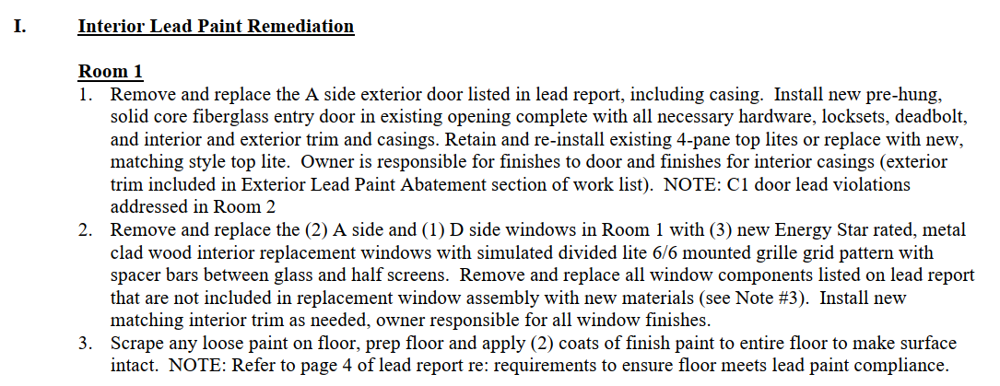 I. Interior Lead Paint Remediation
Room 1
1. Remove and replace the A side exterior door listed in lead report, including casing. Install new pre-hung,
solid core fiberglass entry door in existing opening complete with all necessary hardware, locksets, deadbolt,
and interior and exterior trim and casings. Retain and re-install existing 4-pane top lites or replace with new,
matching style top lite. Owner is responsible for finishes to door and finishes for interior casings (exterior
trim included in Exterior Lead Paint Abatement section of work list). NOTE: C1 door lead violations
addressed in Room 2
2. Remove and replace the (2) A side and (1) D side windows in Room 1 with (3) new Energy Star rated, metal
clad wood interior replacement windows with simulated divided lite 6/6 mounted grille grid pattern with
spacer bars between glass and half screens. Remove and replace all window components listed on lead report
that are not included in replacement window assembly with new materials (see Note #3). Install new
matching interior trim as needed, owner responsible for all window finishes.
3. Scrape any loose paint on floor, prep floor and apply (2) coats of finish paint to entire floor to make surface
intact. NOTE: Refer to page 4 of lead report re: requirements to ensure floor meets lead paint compliance.